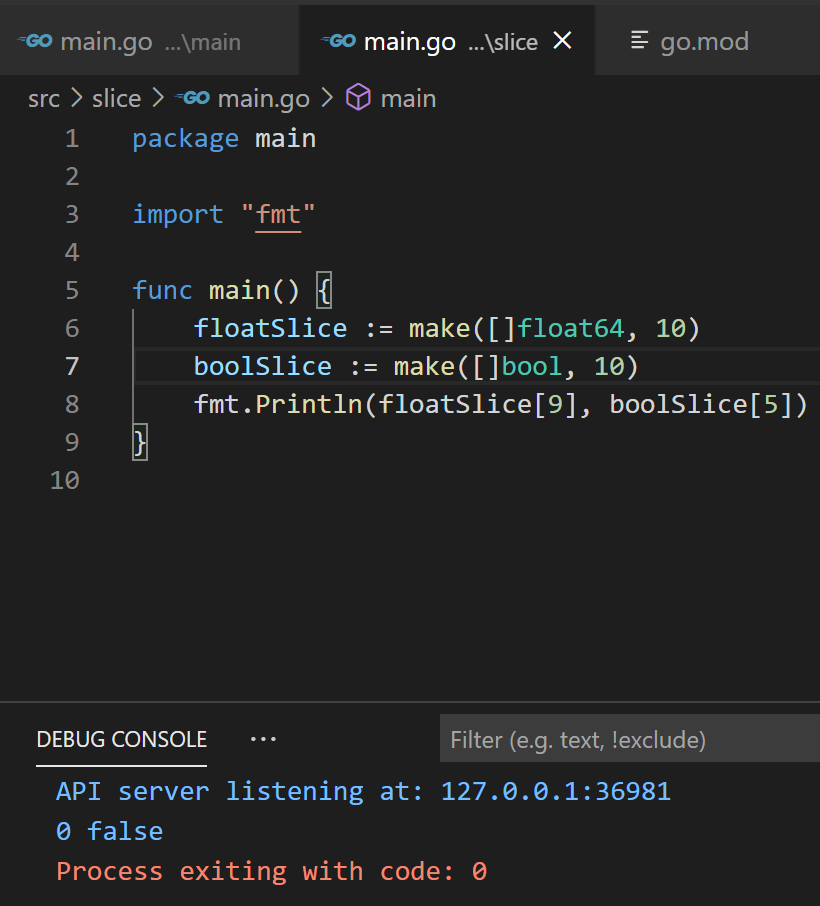 GO main.go ...\main GO main.go ...\slice go.mod
src > slice > GO main.go > main
1 package main
2
3 import "fmt"
4
5 func main() {
6     floatSlice := make([]float64, 10)
7     boolSlice := make([]bool, 10)
8     fmt.Println(floatSlice[9], boolSlice[5])
9 }
10
DEBUG CONSOLE ··· Filter (e.g. text, !exclude)
API server listening at: 127.0.0.1:36981
0 false
Process exiting with code: 0